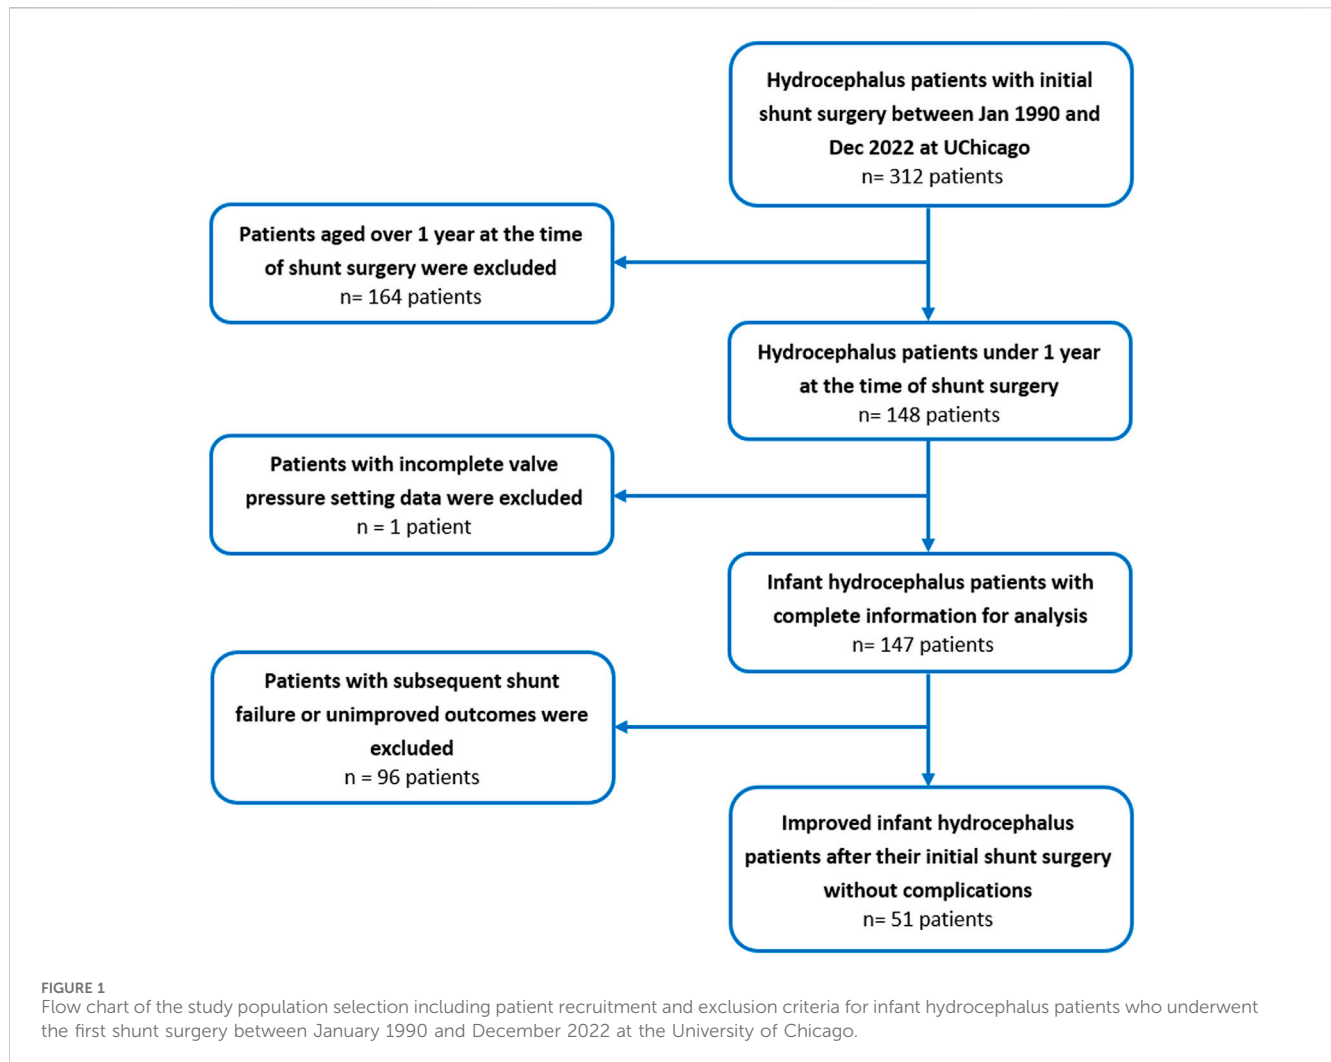 Hydrocephalus patients with initial
shunt surgery between Jan 1990 and
Dec 2022 at UChicago
n= 312 patients
Patients aged over 1 year at the time
of shunt surgery were excluded
n= 164 patients
Hydrocephalus patients under 1 year
at the time of shunt surgery
n= 148 patients
Patients with incomplete valve
pressure setting data were excluded
n = 1 patient
Infant hydrocephalus patients with
complete information for analysis
n= 147 patients
Patients with subsequent shunt
failure or unimproved outcomes were
excluded
n = 96 patients
Improved infant hydrocephalus
patients after their initial shunt surgery
without complications
n= 51 patients
FIGURE 1
Flow chart of the study population selection including patient recruitment and exclusion criteria for infant hydrocephalus patients who underwent
the first shunt surgery between January 1990 and December 2022 at the University of Chicago.